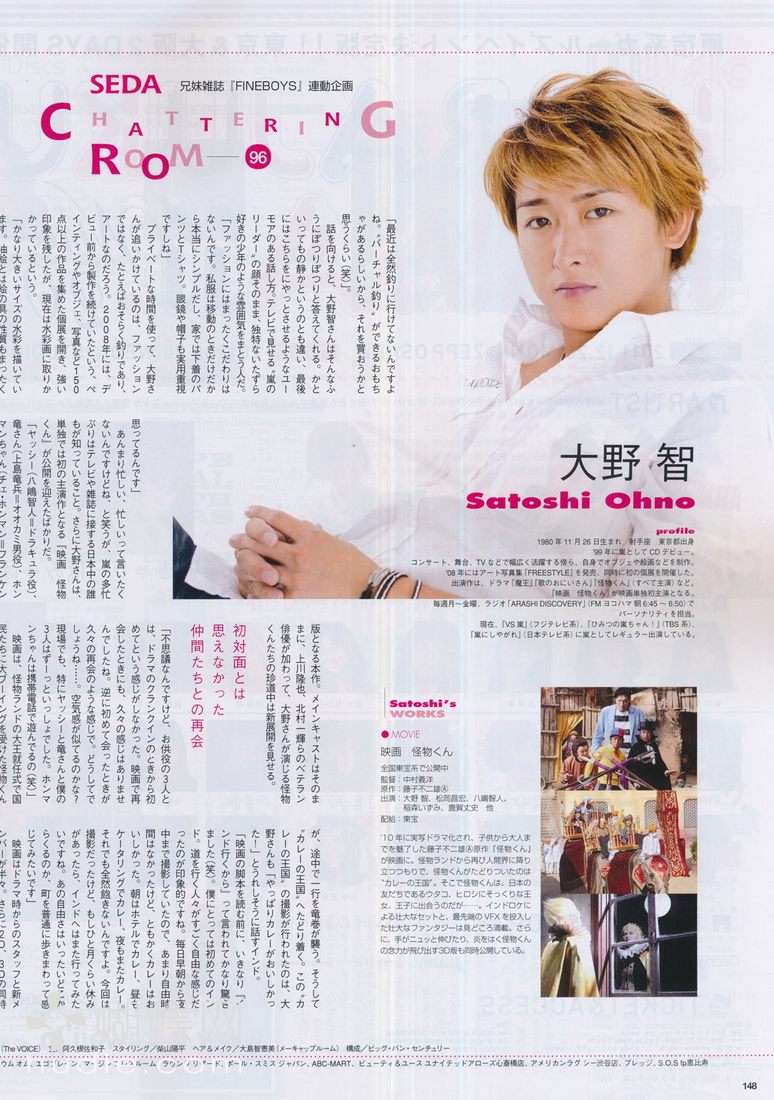 SEDA
兄妹雑誌『FINEBOYS』連動企画
CHATTERING
ROOM
96
「最近は全然釣りに行けてないんですよ
ね。“バーチャル釣り”ができるおもち
ゃがあるらしいから、それを買おうかと
思うくらい(笑)」。
話を向けると、大野智さんはそんなふ
うにぽつりぽつりと答えてくれる。かと
いってもの静かというのとも違い、最後
にはこちらをにやっとさせるようなユー
モアのある話し方。テレビで見せる“嵐の
リーダー”の顔そのまま、独特ないたずら
好きの少年のような雰囲気をまとう人だ。
「ファッションにはまったくこだわりは
ないんです。私服は移動のときだけだか
ら本当にシンプルだし、家では下着のパ
ンツとTシャツ。眼鏡や帽子も実用重視
ですしね」
プライベートな時間を使って、大野さ
んが追いかけているのは、ファッション
ではなく、たとえばおそらく釣りであり、
アートなのだろう。2008年には、デ
ビュー前から製作を続けていたという、ペ
インティングやオブジェ、写真など150
点以上の作品を集めた個展を開き、強い
印象を残したが、現在は水彩画に取りか
かっているという。
「かなり大きいサイズの水彩を描いてい
ます。油絵とは絵の具の性質もまったく
思ってるんです」
あんまり忙しい、忙しいって言いたく
ないんですけどね、と笑うが、嵐の多忙
ぶりはテレビや雑誌に接する日本中の誰
もが知っていること。さらに大野さんは、
単独では初の主演作となる「映画 怪物
くん」が公開を迎えたばかりだ。
「ヤッシー(八嶋智人=ドラキュラ役)、
竜さん(上島竜兵=オオカミ男役)、ホン
マンちゃん(チェ・ホンマン=フランケン
大野 智
Satoshi Ohno
profile
1980年11月26日生まれ 射手座 東京都出身
'99年に嵐としてCDデビュー。
コンサート、舞台、TVなどで幅広く活躍する傍ら、自身でオブジェや絵画などを制作。
'08年にはアート写真集『FREESTYLE』を発売、同時に初の個展を開催した。
出演作は、ドラマ『魔王』『歌のおにいさん』『怪物くん』(すべて主演)など。
『映画 怪物くん』が映画単独初主演となる。
毎週月～金曜、ラジオ「ARASHI DISCOVERY」(FMヨコハマ 朝6:45～6:50)で
パーソナリティを担当。
現在、『VS嵐』(フジテレビ系)、『ひみつの嵐ちゃん!』(TBS系)、
『嵐にしやがれ』(日本テレビ系)に嵐としてレギュラー出演している。
版となる本作。メインキャストはそのま
まに、上川隆也、北村一輝らのベテラン
俳優が加わって、大野さんが演じる怪物
くんたちの珍道中は新展開を見せる。
初対面とは
思えなかった
仲間たちとの再会
「不思議なんですけど、お供役の3人と
は、ドラマのクランクインのときから初
めてという感じがしなかった。映画で再
会したときにも、久々の感じはありませ
んでしたね。逆に初めて会ったときが
久々の再会のような感じで。どうしてで
しょうね……。空気感が似てるのかな?
現場でも、特にヤッシーと竜さんと僕の
3人はずーっといっしょでした。ホンマ
ンちゃんは携帯電話で遊んでるの(笑)」
映画は、怪物ランドの大王就任式で国
民たちに大ブーイングを受けた怪物くん
が、途中で一行を竜巻が襲う。そうして
“カレーの王国”へたどり着く。この“カ
レーの王国”の撮影が行われたのは、大
野さんも「やっぱりカレーがおいしかっ
た!」とうれしそうに話すインド。
「映画の脚本を読む前に、いきなり『イ
ンド行くから』って言われてかなり驚き
ました(笑)。僕にとっては初めてのイン
ド。道を行く人々がすごく自由な感じだ
ったのが印象的ですね。毎日早朝から夜
中まで撮影していたので、あまり自由時
間はなかったけど、ともかくカレーはお
いしかった。朝はホテルでカレー、昼も
ケータリングでカレー、夜もまたカレー。
それでも全然飽きないんですよ。今回は
撮影だったけど、もしひと月くらい休み
があったら、インドへはまた行ってみた
いですね。あの自由さはいったいどこか
らくるのか、町を普通に歩きまわって感
じてみたいです」
映画はドラマ時からのスタッフと新メ
ンバーが半々。さらに2D、3Dの同時
Satoshi's
WORKS
● MOVIE
映画 怪物くん
全国東宝系で公開中
監督:中村義洋
原作:藤子不二雄Ⓐ
出演:大野 智、松岡昌宏、八嶋智人、
稲森いずみ、鹿賀丈史 他
配給:東宝
'10年に実写ドラマ化され、子供から大人ま
でを魅了した藤子不二雄Ⓐ原作『怪物くん』
が映画に。怪物ランドから再び人間界に降り
立つつもりで、怪物くんがたどりついたのは
“カレーの王国”。そこで怪物くんは、日本の
友だちであるウタコ、ヒロシにそっくりな王
女、王子に出会うのだが……。インドロケに
よる壮大なセットと、最先端のVFXを投入し
た壮大なファンタジーは見どころ満載。さら
に、手がニュッと伸びたり、炎をはく怪物くん
の念力が飛び出す3D版も同時公開している。
(The VOICE) 文/阿久根佐和子 スタイリング/柴山陽平 ヘア&メイク/大島智恵美(メーキャップルーム) 構成/ビッグ・バン・センチュリー
ポール・スミス ジャパン、ABC-MART、ビューティ&ユース ユナイテッドアローズ心斎橋店、アメリカンラグ シー渋谷店、ブレッジ、S.O.S fp恵比寿
148